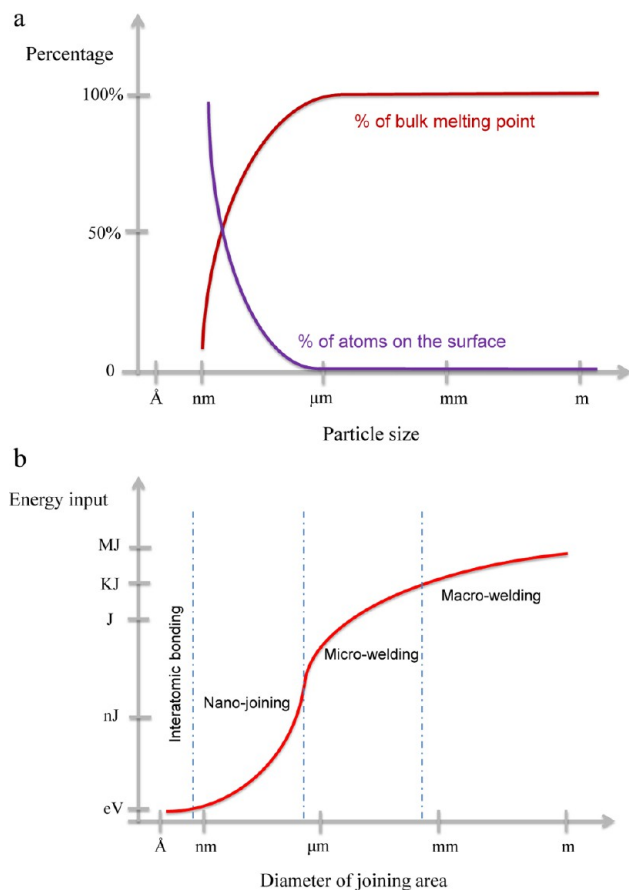 a
Percentage
100%
% of bulk melting point
50%
% of atoms on the surface
0
Å nm μm mm m
Particle size
b
Energy input
MJ
KJ
Macro-welding
J
Micro-welding
Interatomic bonding
Nano-joining
nJ
eV
Å nm μm mm m
Diameter of joining area